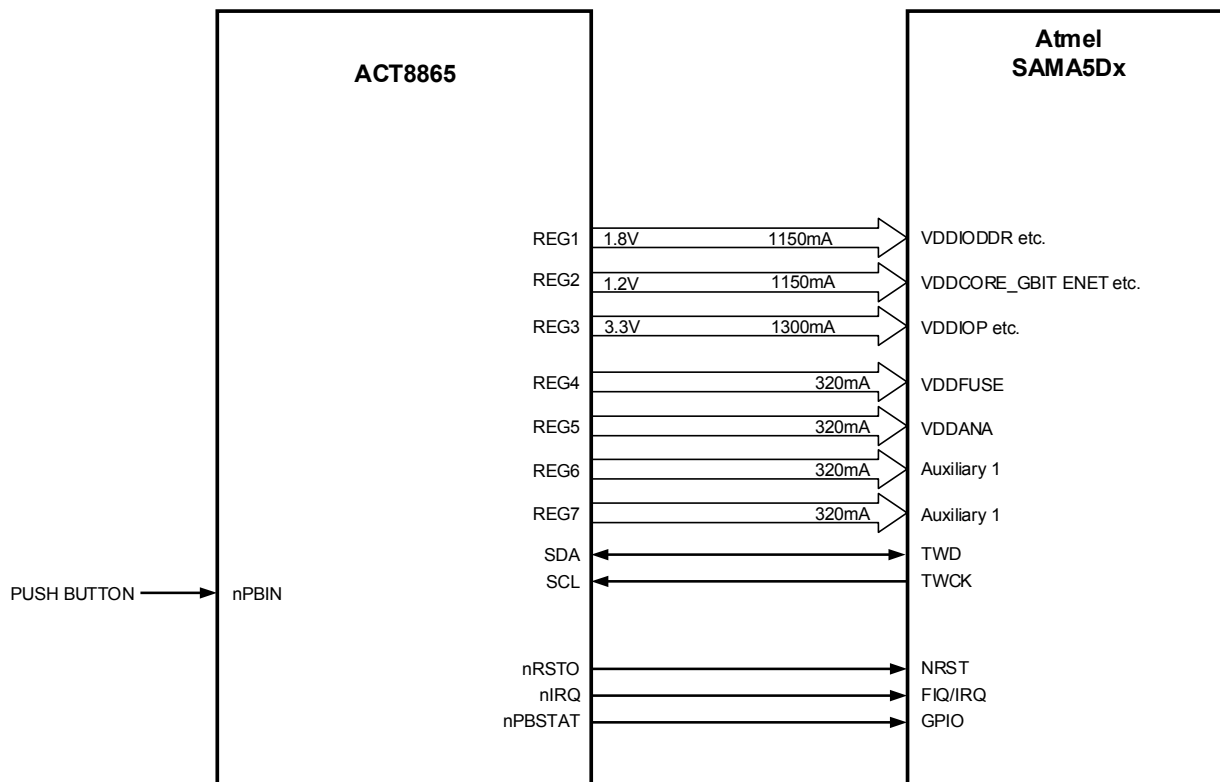 ACT8865
Atmel
SAMA5Dx
REG1 1.8V 1150mA VDDIODDR etc.
REG2 1.2V 1150mA VDDCORE_GBIT ENET etc.
REG3 3.3V 1300mA VDDIOP etc.
REG4 320mA VDDFUSE
REG5 320mA VDDANA
REG6 320mA Auxiliary 1
REG7 320mA Auxiliary 1
SDA TWD
SCL TWCK
PUSH BUTTON nPBIN
nRSTO NRST
nIRQ FIQ/IRQ
nPBSTAT GPIO